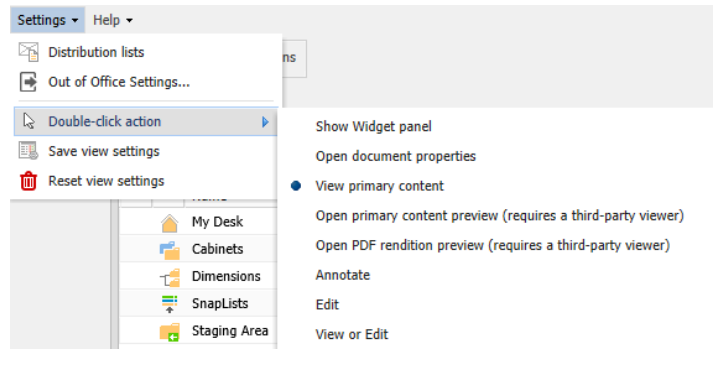 Settings Help
Distribution lists
ns
Out of Office Settings...
Double-click action
Show Widget panel
Save view settings
Open document properties
Reset view settings
View primary content
Open primary content preview (requires a third-party viewer)
My Desk
Cabinets
Open PDF rendition preview (requires a third-party viewer)
Dimensions
Annotate
SnapLists
Edit
Staging Area
View or Edit